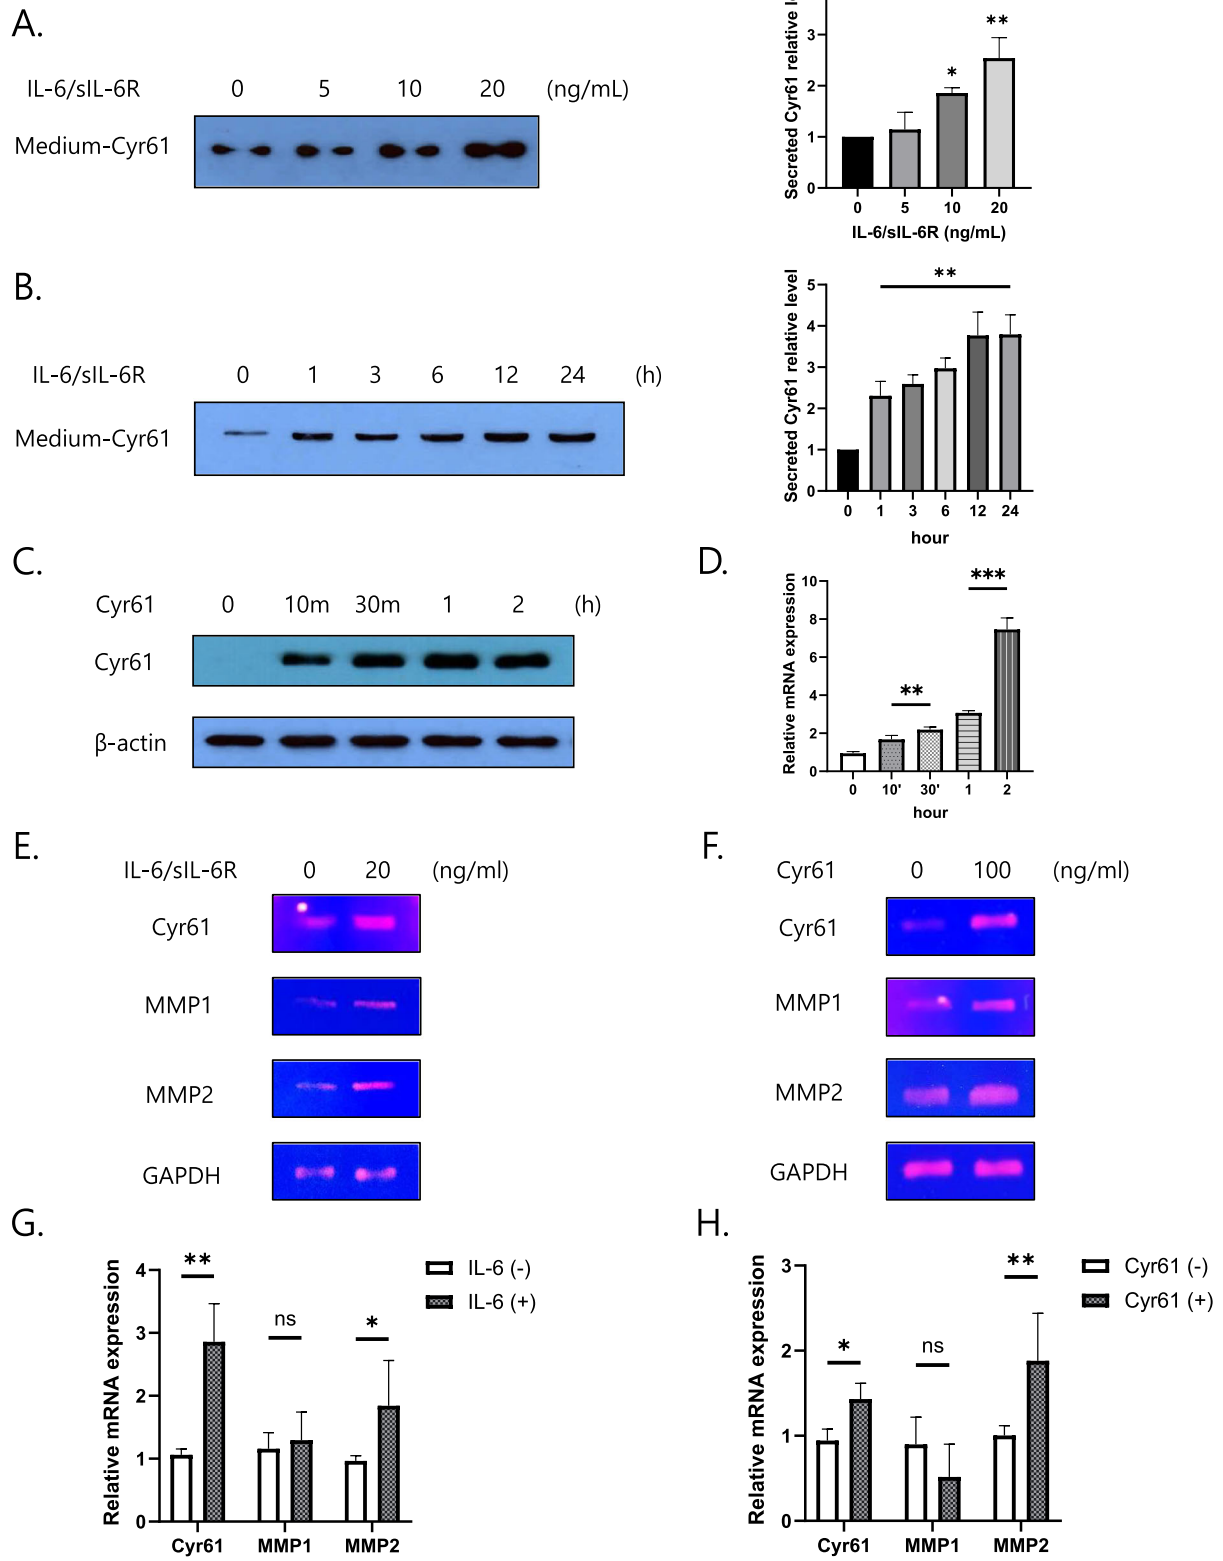 A.
IL-6/sIL-6R 0 5 10 20 (ng/mL)
Medium-Cyr61
Secreted Cyr61 relative
3
2
1
0
*
**
0 5 10 20
IL-6/sIL-6R (ng/mL)
B.
IL-6/sIL-6R 0 1 3 6 12 24 (h)
Medium-Cyr61
Secreted Cyr61 relative level
5
4
3
2
1
0
**
0 1 3 6 12 24
hour
C.
Cyr61 0 10m 30m 1 2 (h)
Cyr61
β-actin
D.
Relative mRNA expression
10
8
6
4
2
0
**
***
0 10' 30' 1 2
hour
E.
IL-6/sIL-6R 0 20 (ng/ml)
Cyr61
MMP1
MMP2
GAPDH
F.
Cyr61 0 100 (ng/ml)
Cyr61
MMP1
MMP2
GAPDH
G.
Relative mRNA expression
4
3
2
1
0
**
ns
*
IL-6 (-)
IL-6 (+)
Cyr61 MMP1 MMP2
H.
Relative mRNA expression
3
2
1
0
*
ns
**
Cyr61 (-)
Cyr61 (+)
Cyr61 MMP1 MMP2